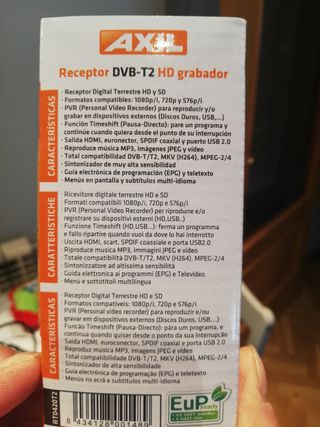 AXIL
Receptor DVB-T2 HD grabador
CARACTERÍSTICAS
· Receptor Digital Terrestre HD y SD
· Formatos compatibles: 1080p/i, 720p y 576p/i
· PVR (Personal Video Recorder) para reproducir y/o
grabar en dispositivos externos (Discos Duros, USB,...)
· Función Timeshift (Pausa-Directo): para un programa y
continúe cuando quiera desde el punto de su interrupción
· Salida HDMI, euronector, SPDIF coaxial y puerto USB2.0
· Reproduce música MP3, imágenes JPEG y vídeo
· Total compatibilidad DVB-T/T2, MKV (H264), MPEG-2/4
· Sintonizador de muy alta sensibilidad
· Guía electrónica de programación (EPG) y teletexto
· Menús en pantalla y subtítulos multi-idioma
CARATTERISTICHE
· Ricevitore digitale terrestre HD e SD
· Formati compatibili 1080p/i, 720p e 576p/i
· PVR (Personal Video Recorder) per riprodurre e/o
registrare su dispositivi esterni (HD,USB..)
· Funzione Timeshift (HD,USB...): ferma un programma
e fallo ripartire quando vuoi da dove lo hai interrotto
· Uscita HDMI, scart, SPDIF coassiale e porta USB2.0
· Reproduce musica MP3, immagini JPEG e video
· Totale compatibilità DVB-T/T2, MKV (H264), MPEG-2/4
· Sintonizzatore ad altissima sensibilità
· Guida elettronica ai programmi (EPG) e Televideo
· Menù e sottotitoli multilingua
CARACTERÍSTICAS
· Receptor Digital Terrestre HD e SD
· Formatos compatíveis: 1080p/i, 720p e 576p/i
· PVR (Personal video recorder) para reproduzir e/ou
gravar em dispositivos externos (Discos Duros, USB,...)
· Função Timeshift (Pausa-Directo): para um programa, e
continua quando quiser desde o ponto da sua interrupção
· Saída HDMI, euroconector, SPDIF coaxial e porta USB 2.0
· Reproduz música MP3, imagens JPEG e vídeo
· Total compatibilidade DVB-T/T2, MKV (H264), MPEG-2/4
· Sintonizador de alta sensibilidade
· Guia electrónica de programação (EPG) e teletexto
· Menus no ecrã e subtítulos multi-idioma
RT0420T2
8 434128 001489
EuP
ready